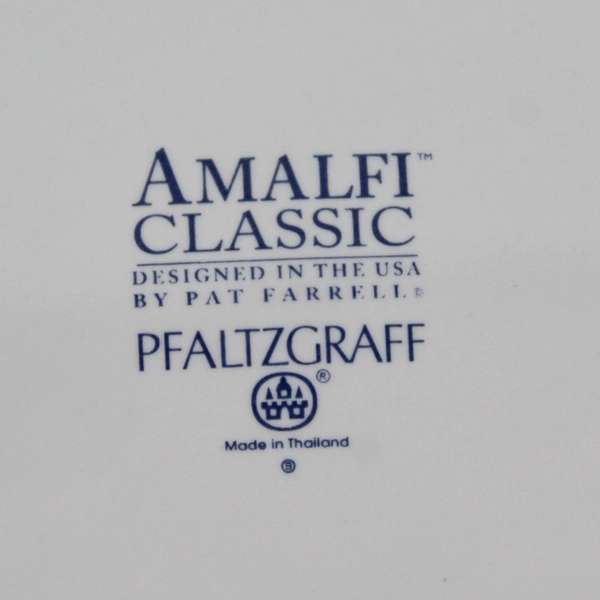 AMALFI™
CLASSIC
DESIGNED IN THE USA
BY PAT FARRELL
PFALTZGRAFF
®
Made in Thailand